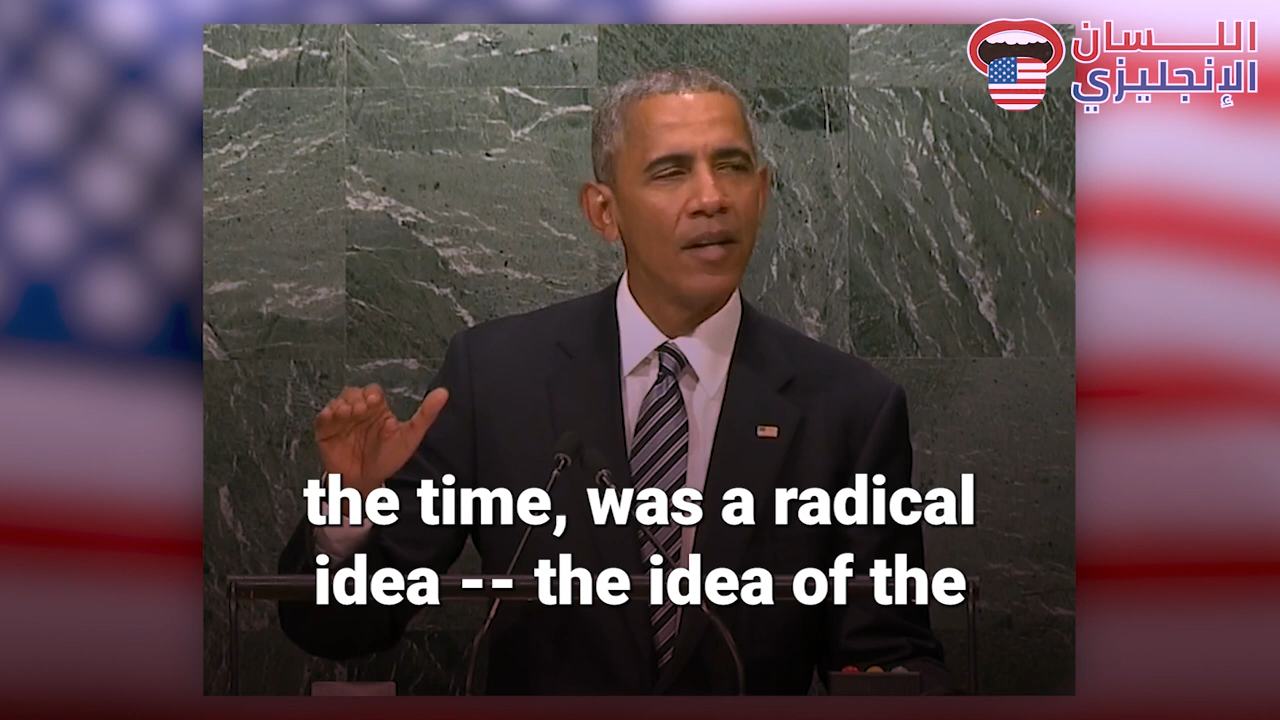 اللسان
الإنجليزي
the time, was a radical
idea -- the idea of the